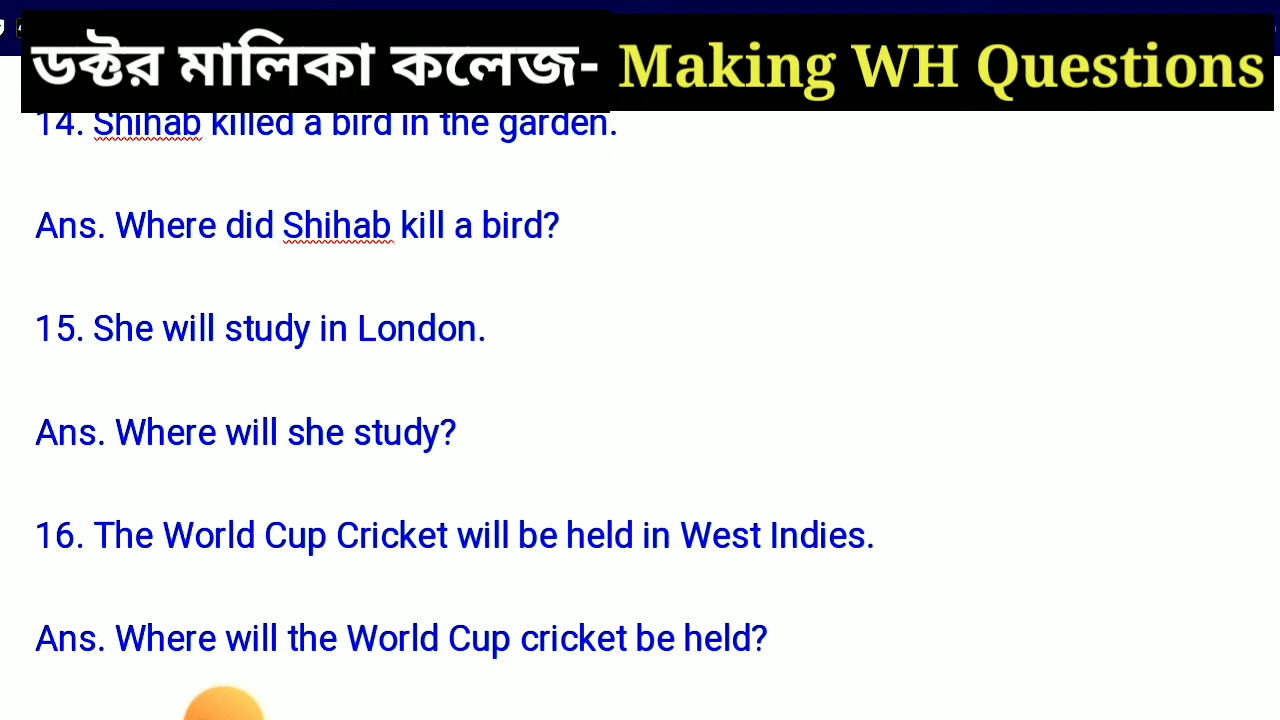 ডক্টর মালিকা কলেজ- Making WH Questions
14. Shihab killed a bird in the garden.
Ans. Where did Shihab kill a bird?
15. She will study in London.
Ans. Where will she study?
16. The World Cup Cricket will be held in West Indies.
Ans. Where will the World Cup cricket be held?